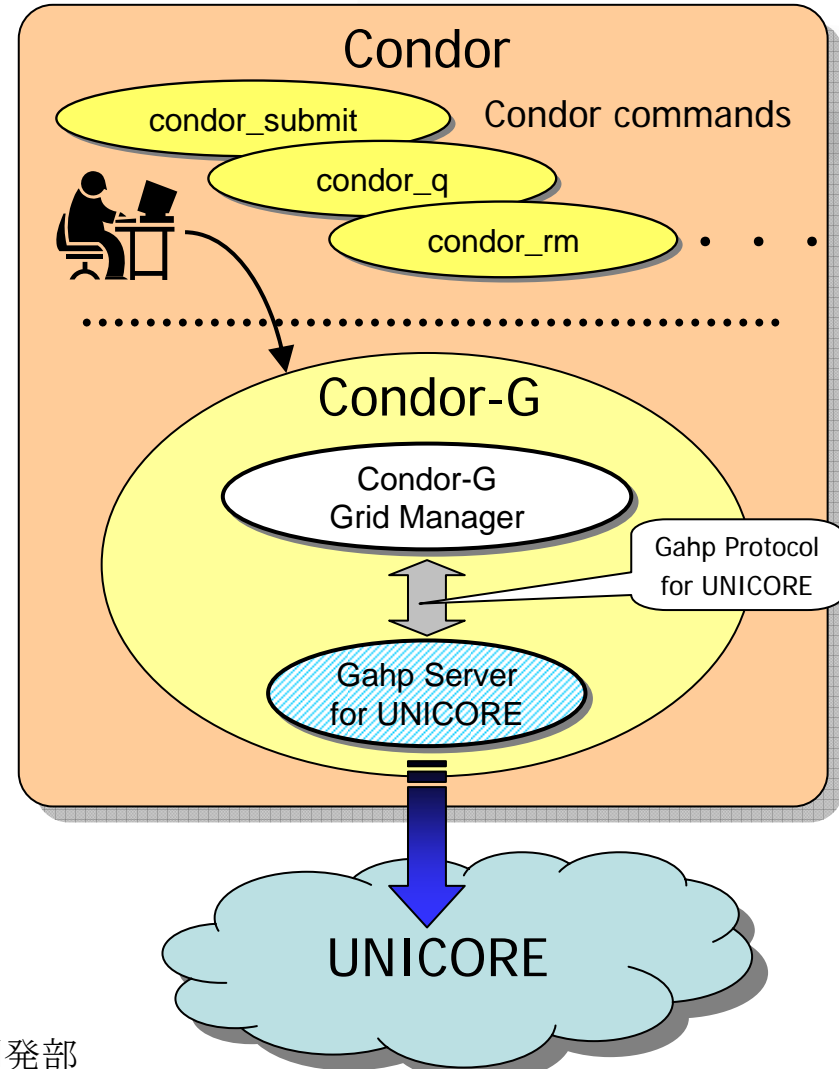 Condor
condor_submit
Condor commands
condor_q
condor_rm
. . .
Condor-G
Condor-G
Grid Manager
Gahp Protocol
for UNICORE
Gahp Server
for UNICORE
UNICORE
発部